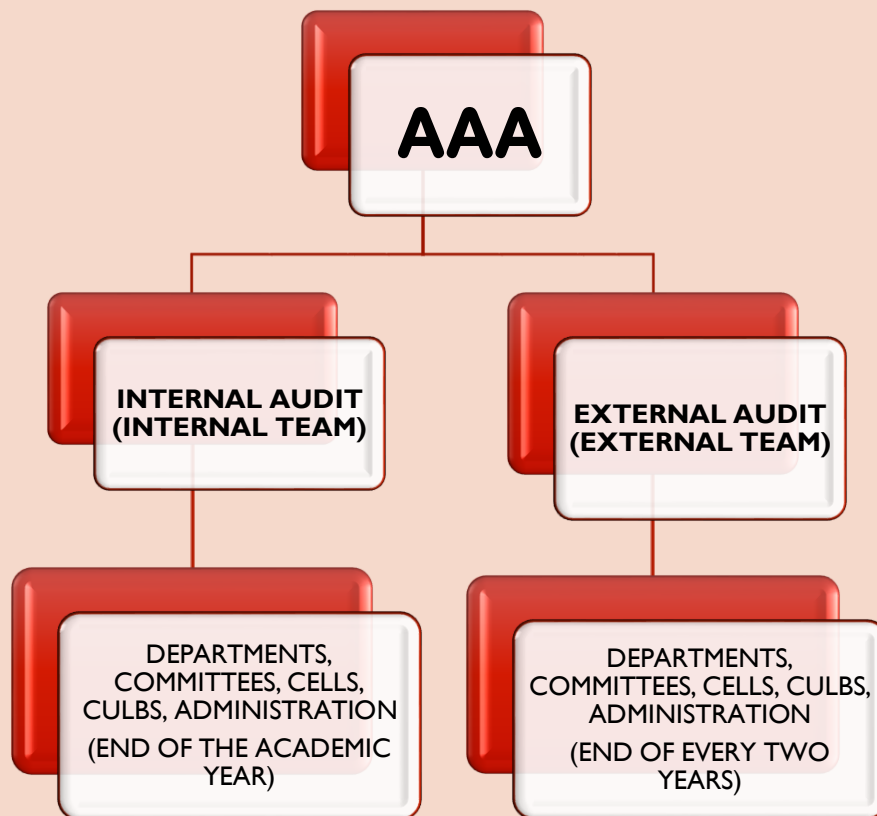 AAA
INTERNAL AUDIT
(INTERNAL TEAM)
EXTERNAL AUDIT
(EXTERNAL TEAM)
DEPARTMENTS,
COMMITTEES, CELLS,
CULBS, ADMINISTRATION
(END OF THE ACADEMIC
YEAR)
DEPARTMENTS,
COMMITTEES, CELLS, CULBS,
ADMINISTRATION
(END OF EVERY TWO
YEARS)